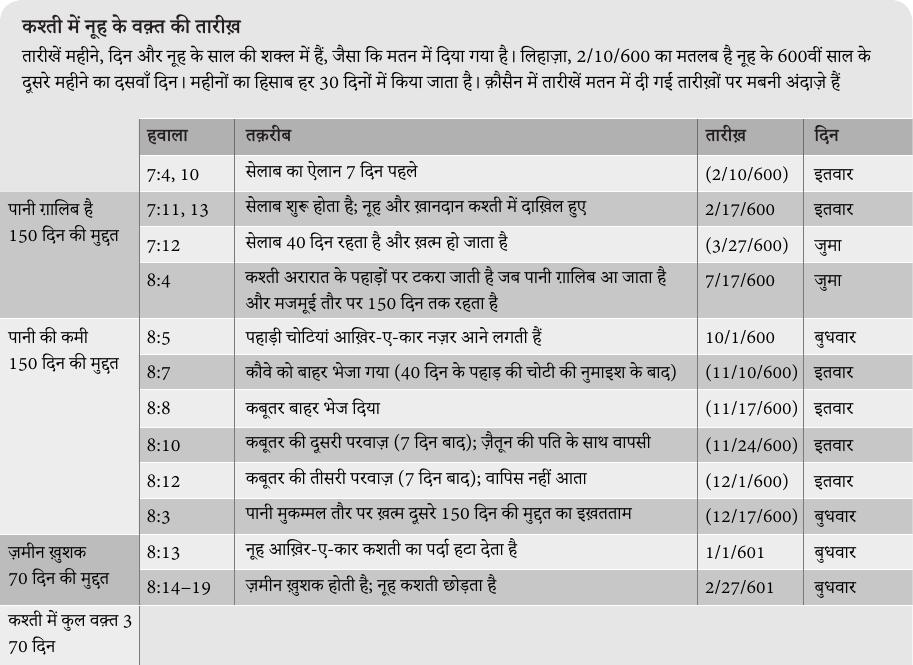 कश्ती में नूह के वक़्त की तारीख़
तारीखें महीने, दिन और नूह के साल की शक्ल में हैं, जैसा कि मतन में दिया गया है। लिहाज़ा, 2/10/600 का मतलब है नूह के 600वीं साल के
दूसरे महीने का दसवाँ दिन। महीनों का हिसाब हर 30 दिनों में किया जाता है। क़ौसैन में तारीखें मतन में दी गई तारीख़ों पर मबनी अंदाज़े हैं
हवाला तक़रीब तारीख़ दिन
7:4, 10 सेलाब का ऐलान 7 दिन पहले (2/10/600) इतवार
पानी ग़ालिब है
150 दिन की मुद्दत
7:11, 13 सेलाब शुरू होता है; नूह और ख़ानदान कश्ती में दाख़िल हुए 2/17/600 इतवार
7:12 सेलाब 40 दिन रहता है और ख़त्म हो जाता है (3/27/600) जुमा
8:4 कश्ती अरारात के पहाड़ों पर टकरा जाती है जब पानी ग़ालिब आ जाता है
और मजमूई तौर पर 150 दिन तक रहता है 7/17/600 जुमा
पानी की कमी
150 दिन की मुद्दत
8:5 पहाड़ी चोटियां आख़िर-ए-कार नज़र आने लगती हैं 10/1/600 बुधवार
8:7 कौवे को बाहर भेजा गया (40 दिन के पहाड़ की चोटी की नुमाइश के बाद) (11/10/600) इतवार
8:8 कबूतर बाहर भेज दिया (11/17/600) इतवार
8:10 कबूतर की दूसरी परवाज़ (7 दिन बाद); ज़ैतून की पति के साथ वापसी (11/24/600) इतवार
8:12 कबूतर की तीसरी परवाज़ (7 दिन बाद); वापिस नहीं आता (12/1/600) इतवार
8:3 पानी मुकम्मल तौर पर ख़त्म दूसरे 150 दिन की मुद्दत का इख़तताम (12/17/600) बुधवार
ज़मीन ख़ुशक
70 दिन की मुद्दत
8:13 नूह आख़िर-ए-कार कशती का पर्दा हटा देता है 1/1/601 बुधवार
8:14–19 ज़मीन ख़ुशक होती है; नूह कशती छोड़ता है 2/27/601 बुधवार
कश्ती में कुल वक़्त 3
70 दिन